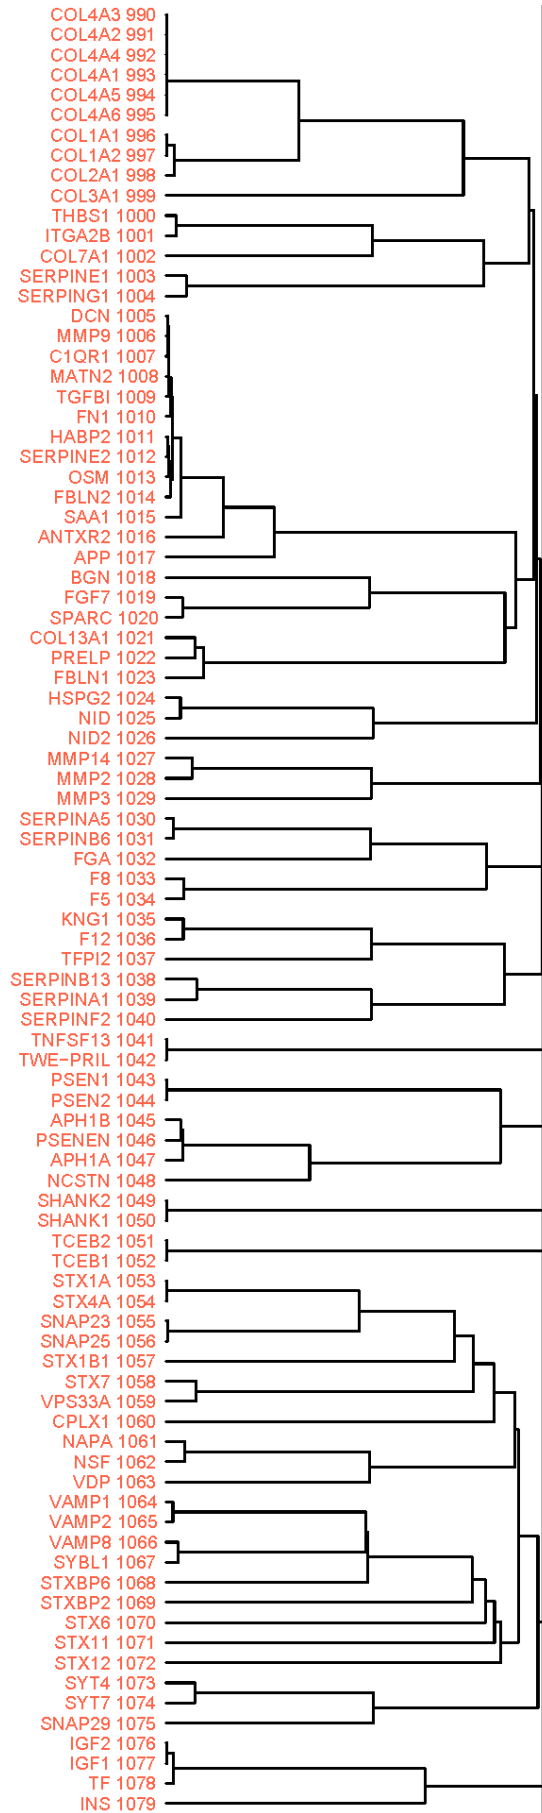 COL4A3 990
COL4A2 991
COL4A4 992
COL4A1 993
COL4A5 994
COL4A6 995
COL1A1 996
COL1A2 997
COL2A1 998
COL3A1 999
THBS1 1000
ITGA2B 1001
COL7A1 1002
SERPINE1 1003
SERPING1 1004
DCN 1005
MMP9 1006
C1QR1 1007
MATN2 1008
TGFBI 1009
FN1 1010
HABP2 1011
SERPINE2 1012
OSM 1013
FBLN2 1014
SAA1 1015
ANTXR2 1016
APP 1017
BGN 1018
FGF7 1019
SPARC 1020
COL13A1 1021
PRELP 1022
FBLN1 1023
HSPG2 1024
NID 1025
NID2 1026
MMP14 1027
MMP2 1028
MMP3 1029
SERPINA5 1030
SERPINB6 1031
FGA 1032
F8 1033
F5 1034
KNG1 1035
F12 1036
TFPI2 1037
SERPINB13 1038
SERPINA1 1039
SERPINF2 1040
TNFSF13 1041
TWE-PRIL 1042
PSEN1 1043
PSEN2 1044
APH1B 1045
PSENEN 1046
APH1A 1047
NCSTN 1048
SHANK2 1049
SHANK1 1050
TCEB2 1051
TCEB1 1052
STX1A 1053
STX4A 1054
SNAP23 1055
SNAP25 1056
STX1B1 1057
STX7 1058
VPS33A 1059
CPLX1 1060
NAPA 1061
NSF 1062
VDP 1063
VAMP1 1064
VAMP2 1065
VAMP8 1066
SYBL1 1067
STXBP6 1068
STXBP2 1069
STX6 1070
STX11 1071
STX12 1072
SYT4 1073
SYT7 1074
SNAP29 1075
IGF2 1076
IGF1 1077
TF 1078
INS 1079